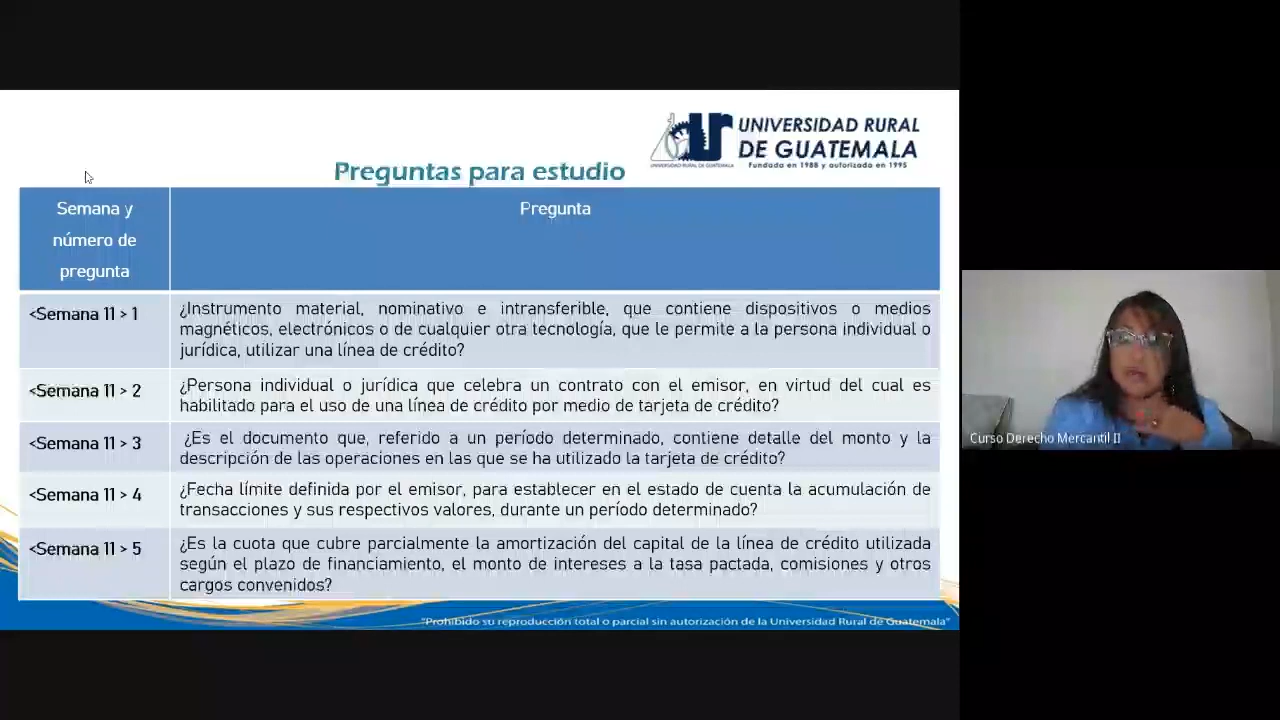 UNIVERSIDAD RURAL
DE GUATEMALA
Fundada en 1988 y autorizado en 1995
UNIVERSIDAD RURAL DE GUATEMALA
Preguntas para estudio
Semana y
número de
pregunta
Pregunta
<Semana 11 > 1
¿Instrumento material, nominativo e intransferible, que contiene dispositivos o medios
magnéticos, electrónicos o de cualquier otra tecnología, que le permite a la persona individual o
jurídica, utilizar una línea de crédito?
<Semana 11 > 2
¿Persona individual o jurídica que celebra un contrato con el emisor, en virtud del cual es
habilitado para el uso de una línea de crédito por medio de tarjeta de crédito?
<Semana 11 > 3
¿Es el documento que, referido a un período determinado, contiene detalle del monto y la
descripción de las operaciones en las que se ha utilizado la tarjeta de crédito?
<Semana 11 > 4
¿Fecha límite definida por el emisor, para establecer en el estado de cuenta la acumulación de
transacciones y sus respectivos valores, durante un período determinado?
<Semana 11 > 5
¿Es la cuota que cubre parcialmente la amortización del capital de la línea de crédito utilizada
según el plazo de financiamiento, el monto de intereses a la tasa pactada, comisiones y otros
cargos convenidos?
"Prohibido su reproducción total o parcial sin autorización de la Universidad Rural de Guatemala"
Curso Derecho Mercantil II